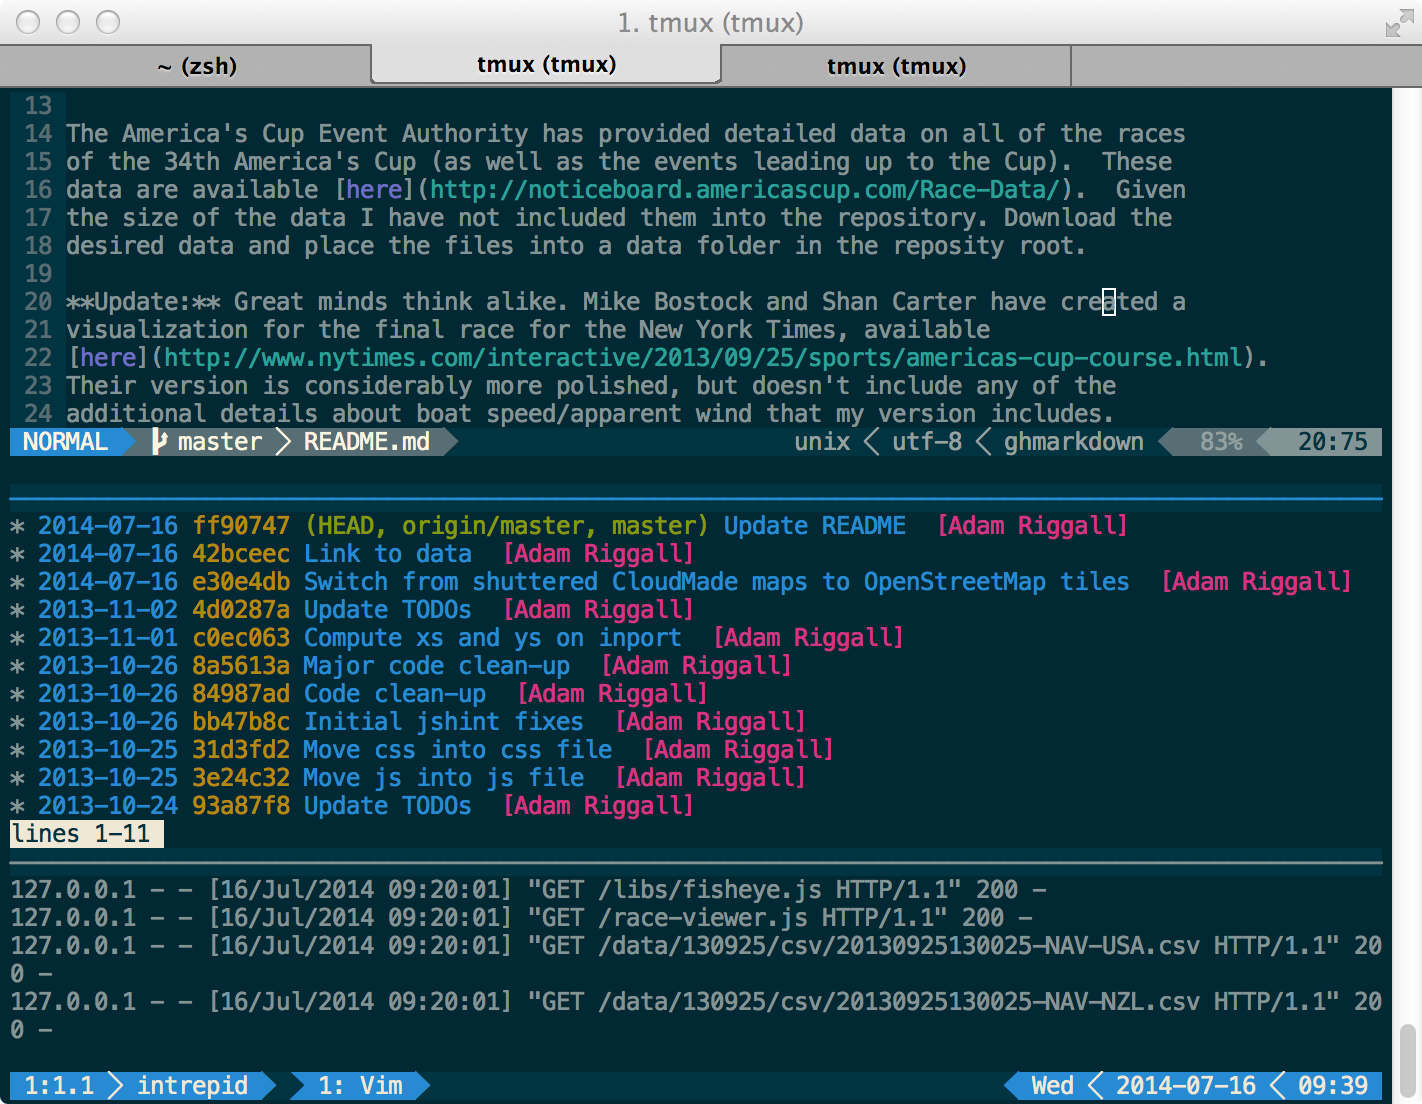 1. tmux (tmux)
~ (zsh) tmux (tmux) tmux (tmux)
13
14 The America's Cup Event Authority has provided detailed data on all of the races
15 of the 34th America's Cup (as well as the events leading up to the Cup).  These
16 data are available [here](http://noticeboard.americascup.com/Race-Data/).  Given
17 the size of the data I have not included them into the repository. Download the
18 desired data and place the files into a data folder in the reposity root.
19
20 **Update:** Great minds think alike. Mike Bostock and Shan Carter have created a
21 visualization for the final race for the New York Times, available
22 [here](http://www.nytimes.com/interactive/2013/09/25/sports/americas-cup-course.html).
23 Their version is considerably more polished, but doesn't include any of the
24 additional details about boat speed/apparent wind that my version includes.
NORMAL master README.md unix utf-8 ghmarkdown 83% 20:75
* 2014-07-16 ff90747 (HEAD, origin/master, master) Update README  [Adam Riggall]
* 2014-07-16 42bceec Link to data  [Adam Riggall]
* 2014-07-16 e30e4db Switch from shuttered CloudMade maps to OpenStreetMap tiles  [Adam Riggall]
* 2013-11-02 4d0287a Update TODOs  [Adam Riggall]
* 2013-11-01 c0ec063 Compute xs and ys on inport  [Adam Riggall]
* 2013-10-26 8a5613a Major code clean-up  [Adam Riggall]
* 2013-10-26 84987ad Code clean-up  [Adam Riggall]
* 2013-10-26 bb47b8c Initial jshint fixes  [Adam Riggall]
* 2013-10-25 31d3fd2 Move css into css file  [Adam Riggall]
* 2013-10-25 3e24c32 Move js into js file  [Adam Riggall]
* 2013-10-24 93a87f8 Update TODOs  [Adam Riggall]
lines 1-11
127.0.0.1 - - [16/Jul/2014 09:20:01] "GET /libs/fisheye.js HTTP/1.1" 200 -
127.0.0.1 - - [16/Jul/2014 09:20:01] "GET /race-viewer.js HTTP/1.1" 200 -
127.0.0.1 - - [16/Jul/2014 09:20:01] "GET /data/130925/csv/20130925130025-NAV-USA.csv HTTP/1.1" 20
0 -
127.0.0.1 - - [16/Jul/2014 09:20:01] "GET /data/130925/csv/20130925130025-NAV-NZL.csv HTTP/1.1" 20
0 -
1:1.1 intrepid 1: Vim Wed 2014-07-16 09:39